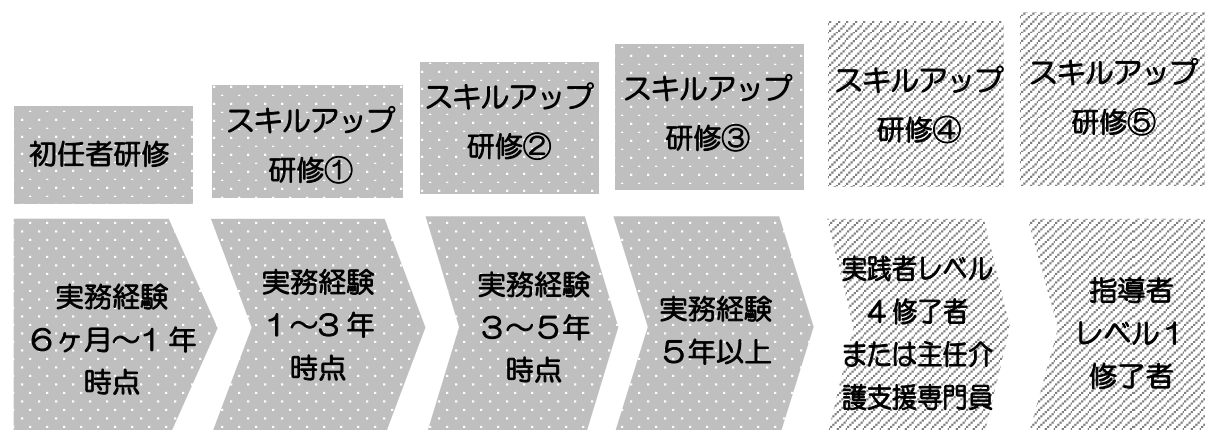 初任者研修
スキルアップ
研修①
スキルアップ
研修②
スキルアップ
研修③
スキルアップ
研修④
スキルアップ
研修⑤
実務経験
６ヶ月～１年
時点
実務経験
１～３年
時点
実務経験
３～５年
時点
実務経験
５年以上
実践者レベル
４修了者
または主任介
護支援専門員
指導者
レベル１
修了者